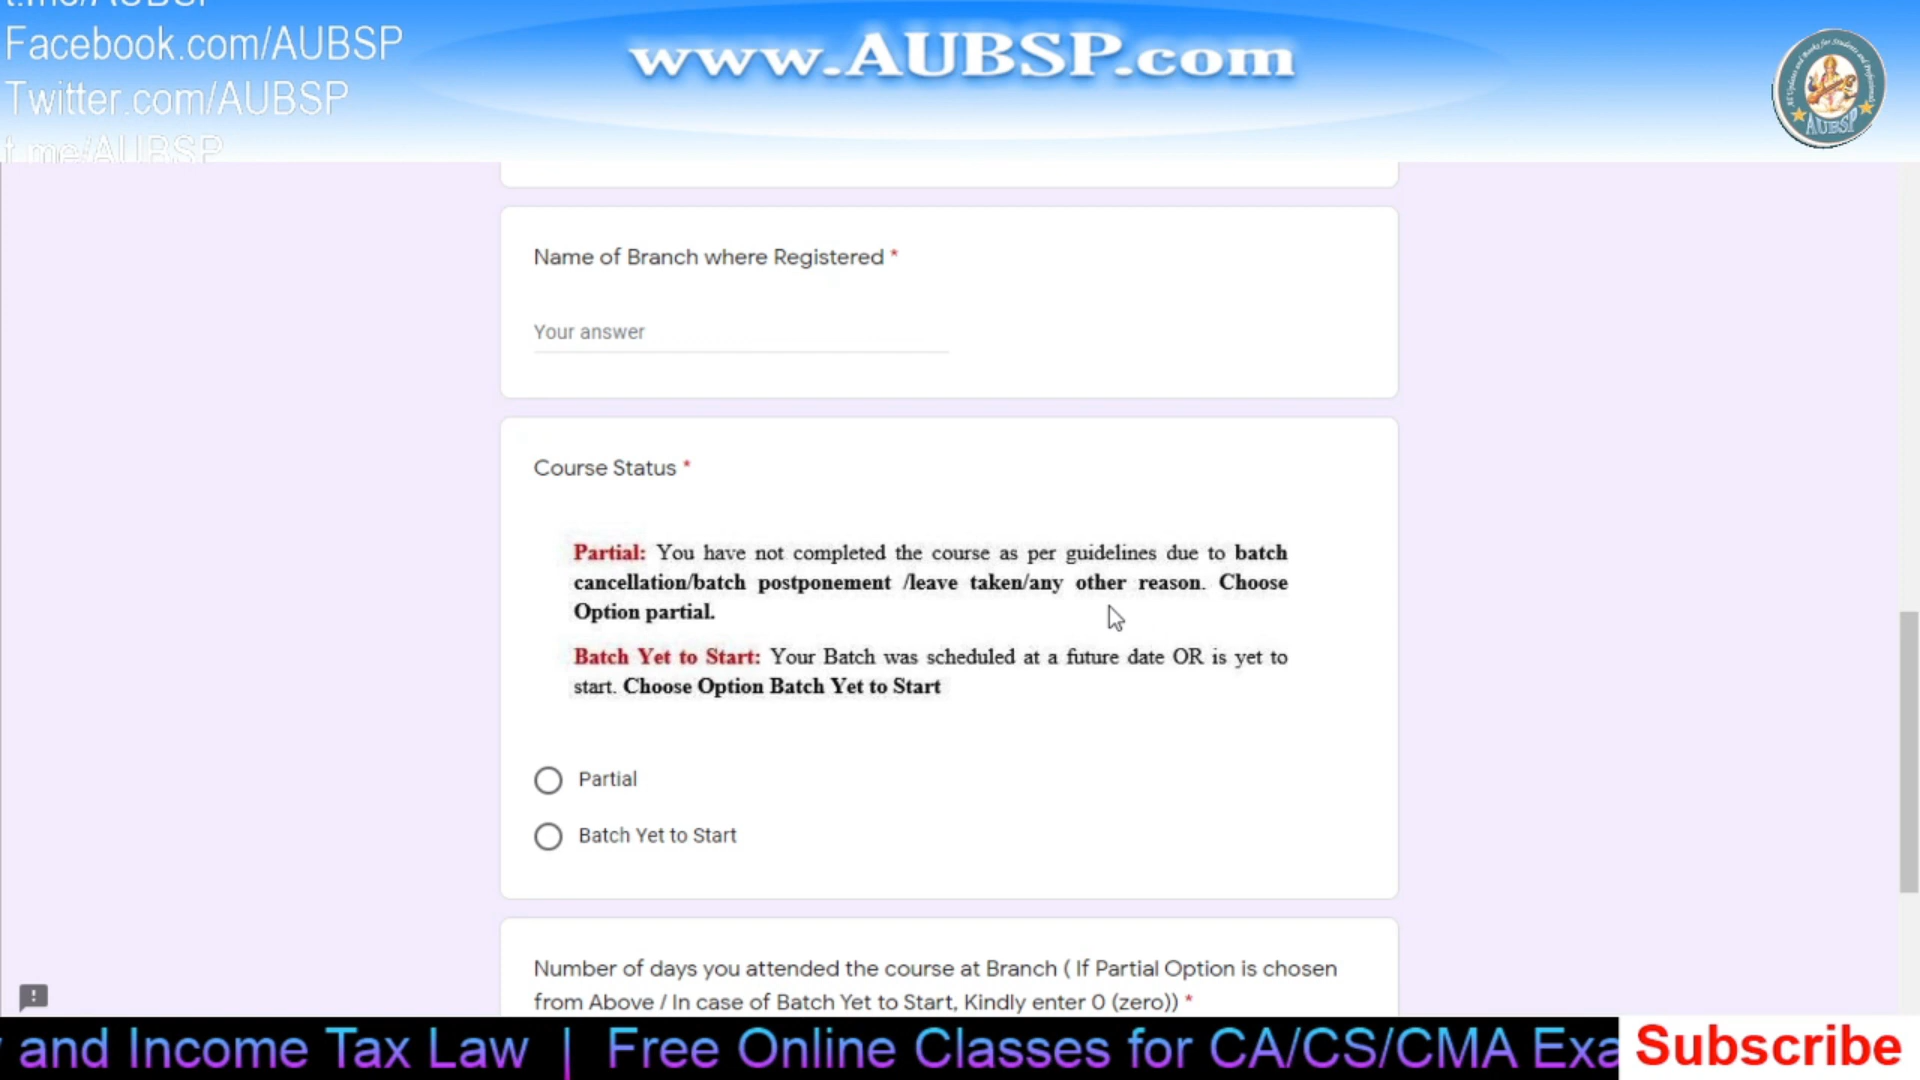 t.me/AUBSP
Facebook.com/AUBSP
Twitter.com/AUBSP
t.me/AUBSP
www.AUBSP.com
AUBSP
Name of Branch where Registered *
Your answer
Course Status *
Partial: You have not completed the course as per guidelines due to batch
cancellation/batch postponement /leave taken/any other reason. Choose
Option partial.
Batch Yet to Start: Your Batch was scheduled at a future date OR is yet to
start. Choose Option Batch Yet to Start
Partial
Batch Yet to Start
Number of days you attended the course at Branch ( If Partial Option is chosen
from Above / In case of Batch Yet to Start, Kindly enter 0 (zero)) *
and Income Tax Law | Free Online Classes for CA/CS/CMA Exa
Subscribe